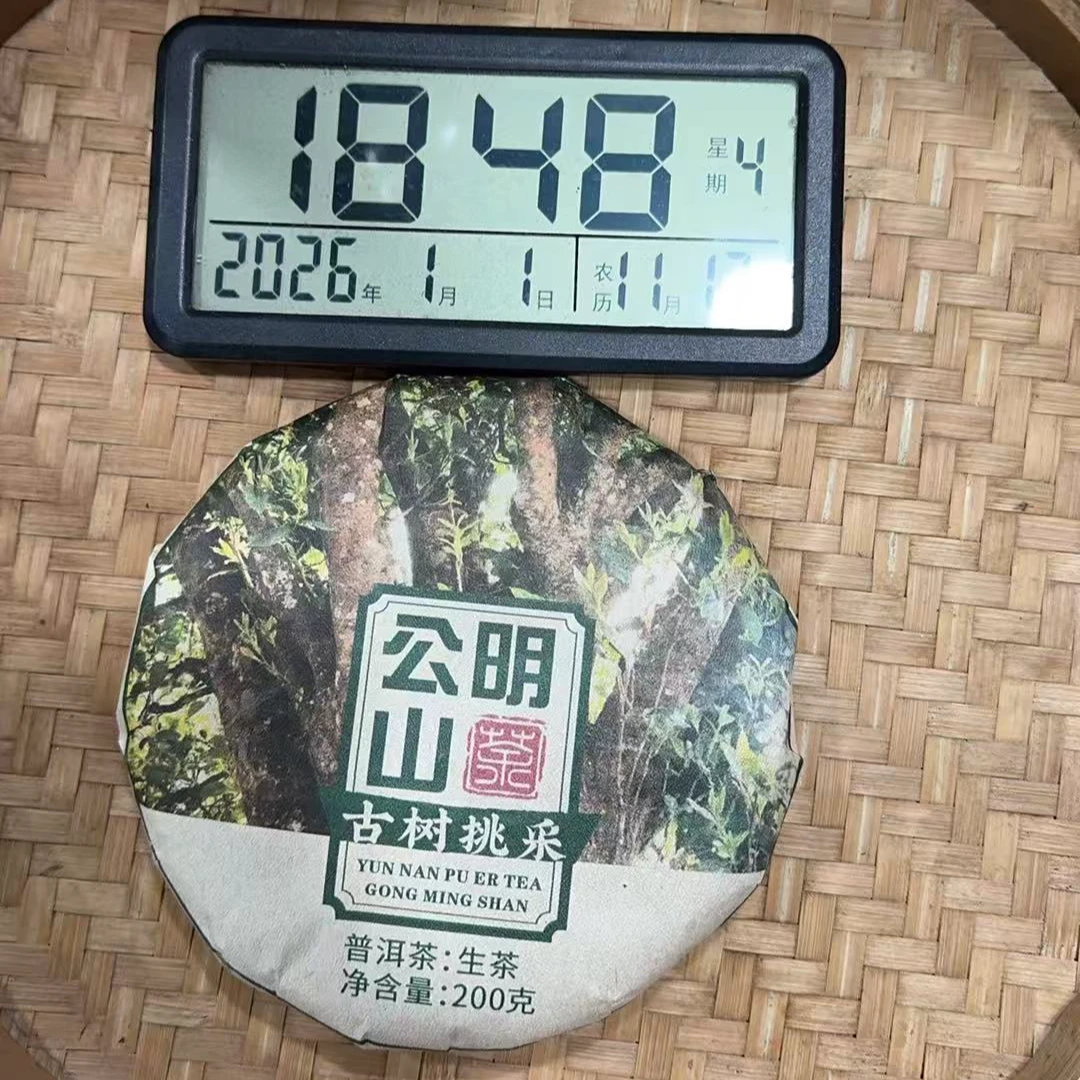 18 48
星期 4
2026年 1月 1日
农历 11月
公明
山茶
古树挑采
YUN NAN PU ER TEA
GONG MING SHAN
普洱茶:生茶
净含量:200克